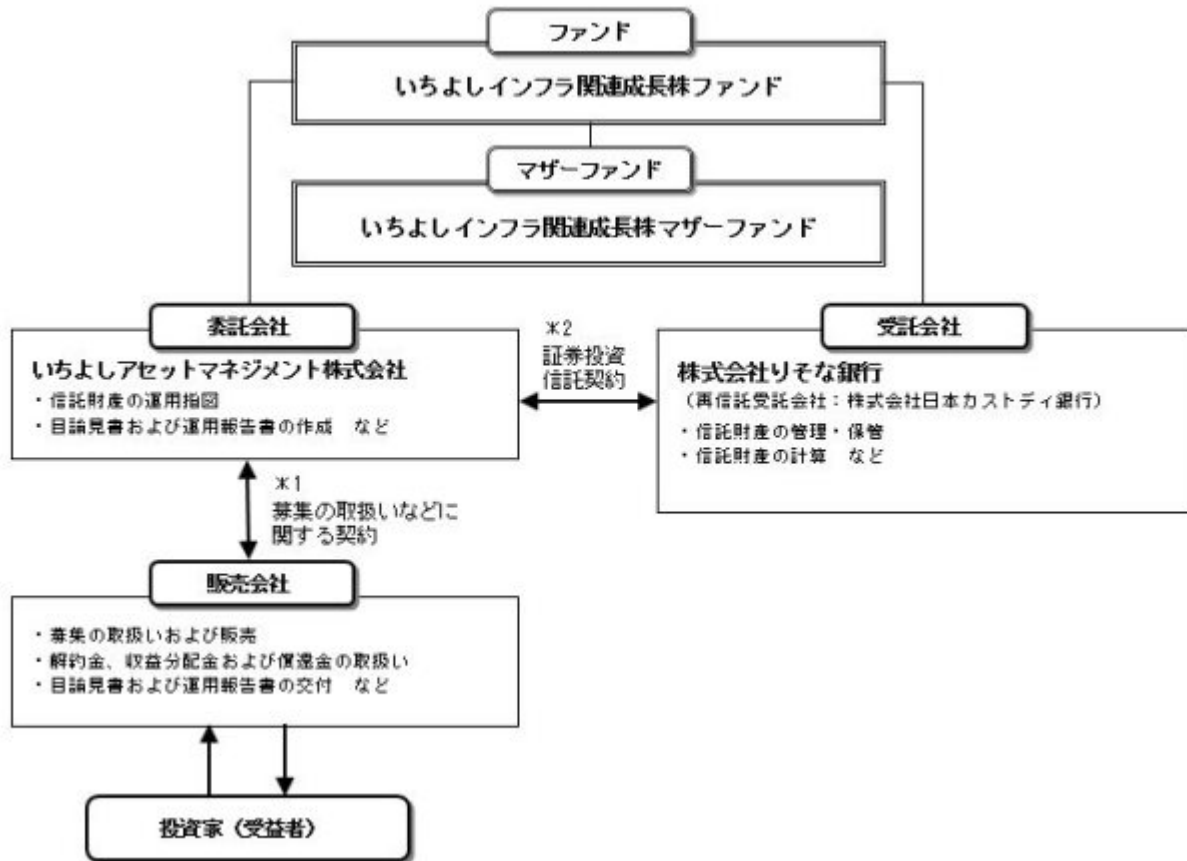 ファンド
いちよしインフラ関連成長株ファンド
マザーファンド
いちよしインフラ関連成長株マザーファンド
委託会社
いちよしアセットマネジメント株式会社
・信託財産の運用指図
・目論見書および運用報告書の作成　など
*2
証券投資
信託契約
受託会社
株式会社りそな銀行
（再信託受託会社：株式会社日本カストディ銀行）
・信託財産の管理・保管
・信託財産の計算　など
*1
募集の取扱いなどに
関する契約
販売会社
・募集の取扱いおよび販売
・解約金、収益分配金および償還金の取扱い
・目論見書および運用報告書の交付　など
投資家（受益者）